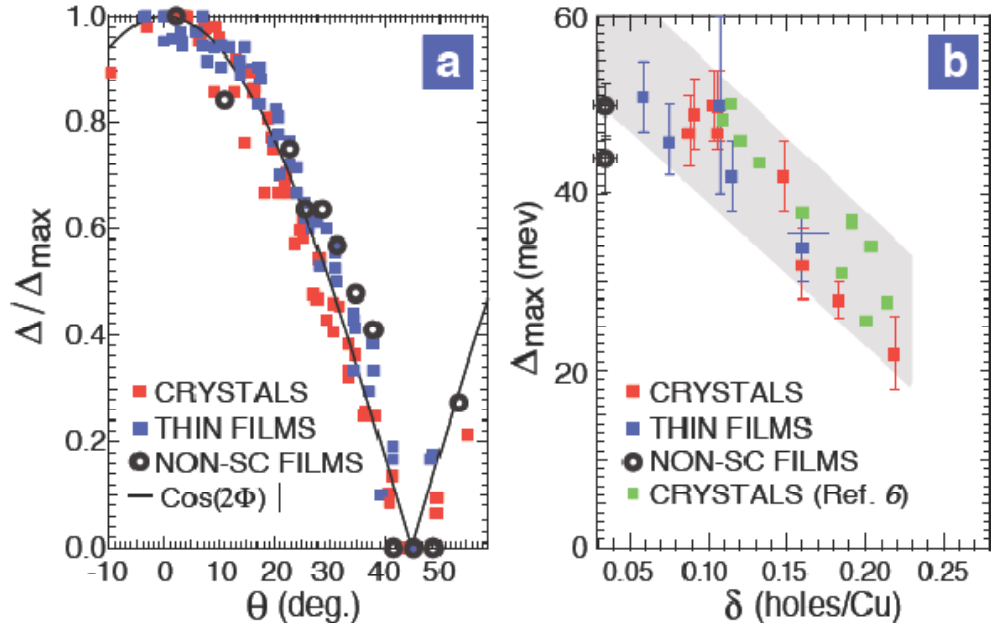 a
1.0
0.8
0.6
0.4
0.2
0.0
Δ / Δmax
CRYSTALS
THIN FILMS
NON-SC FILMS
Cos(2Φ)
-10 0 10 20 30 40 50
θ (deg.)
b
60
40
20
0
Δmax (mev)
CRYSTALS
THIN FILMS
NON-SC FILMS
CRYSTALS (Ref. 6)
0.05 0.10 0.15 0.20 0.25
δ (holes/Cu)